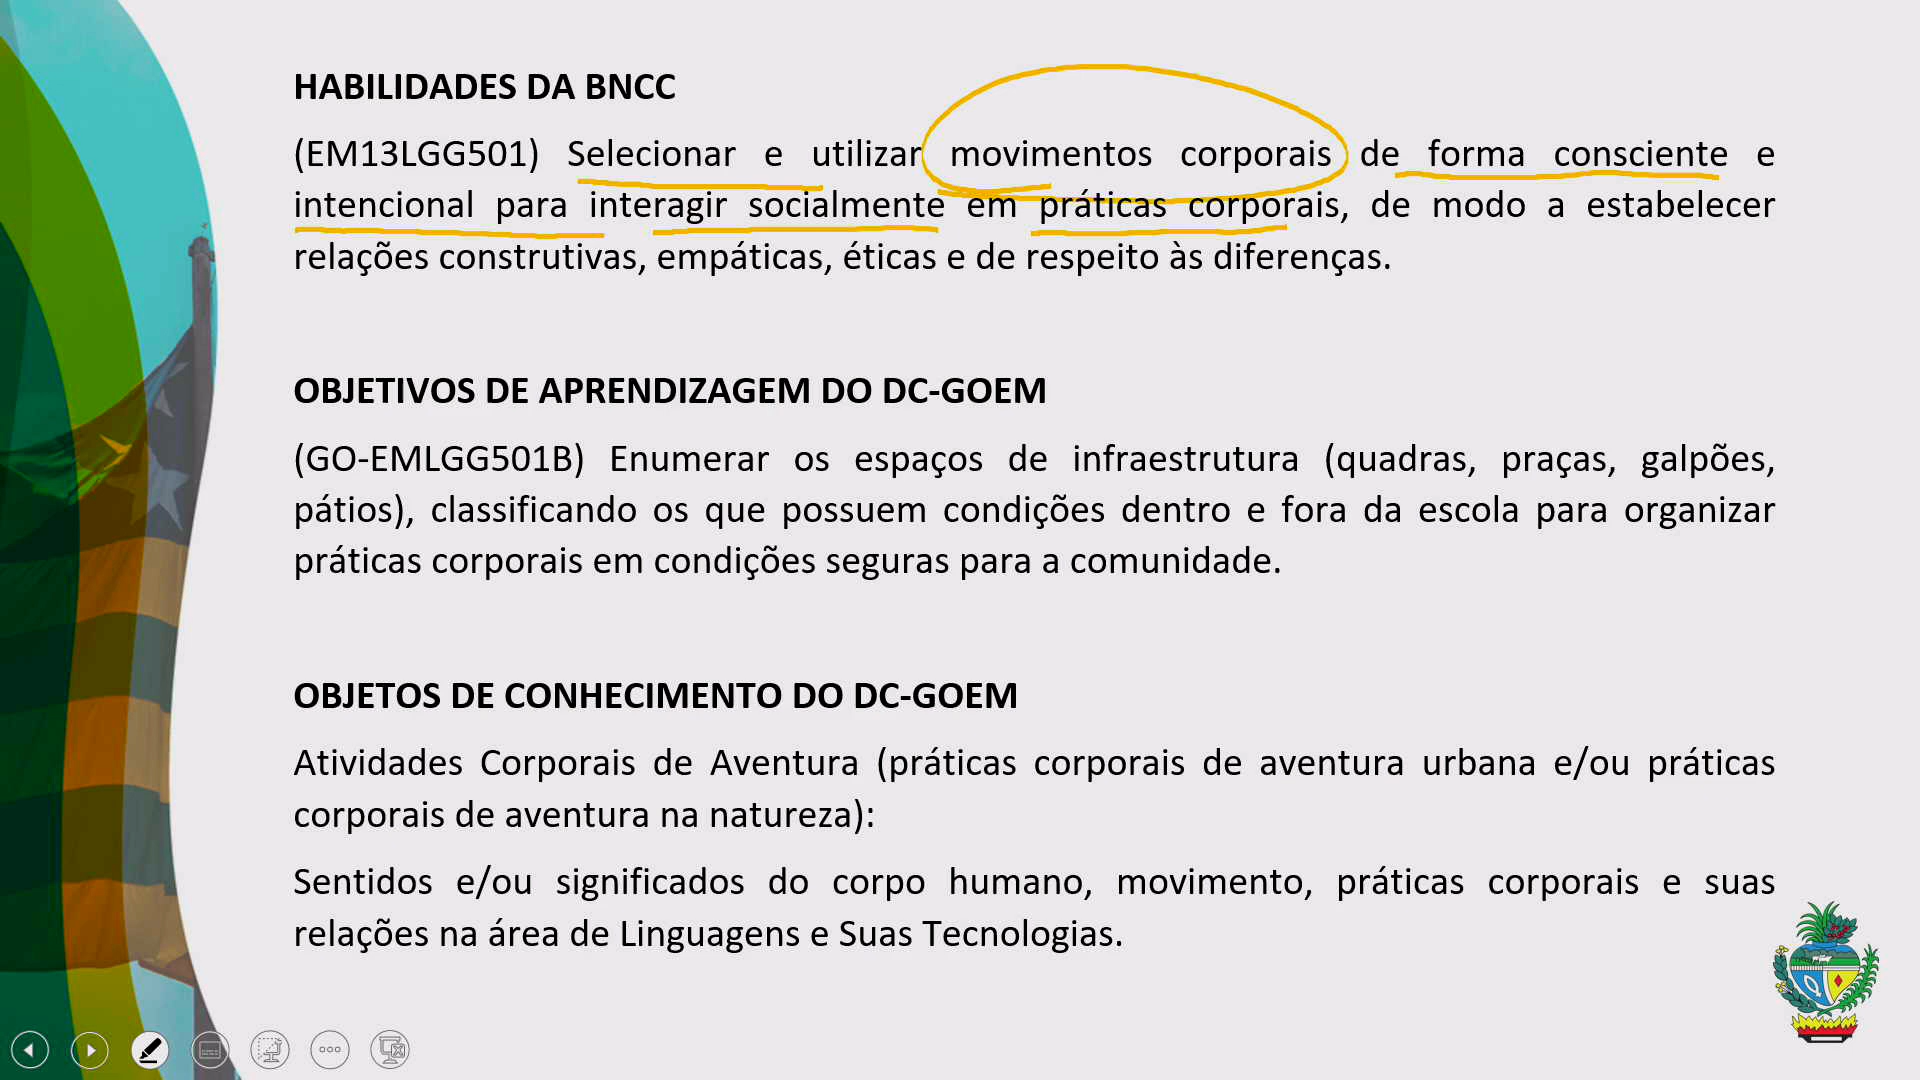 HABILIDADES DA BNCC
(EM13LGG501) Selecionar e utilizar movimentos corporais de forma consciente e
intencional para interagir socialmente em práticas corporais, de modo a estabelecer
relações construtivas, empáticas, éticas e de respeito às diferenças.
OBJETIVOS DE APRENDIZAGEM DO DC-GOEM
(GO-EMLGG501B) Enumerar os espaços de infraestrutura (quadras, praças, galpões,
pátios), classificando os que possuem condições dentro e fora da escola para organizar
práticas corporais em condições seguras para a comunidade.
OBJETOS DE CONHECIMENTO DO DC-GOEM
Atividades Corporais de Aventura (práticas corporais de aventura urbana e/ou práticas
corporais de aventura na natureza):
Sentidos e/ou significados do corpo humano, movimento, práticas corporais e suas
relações na área de Linguagens e Suas Tecnologias.